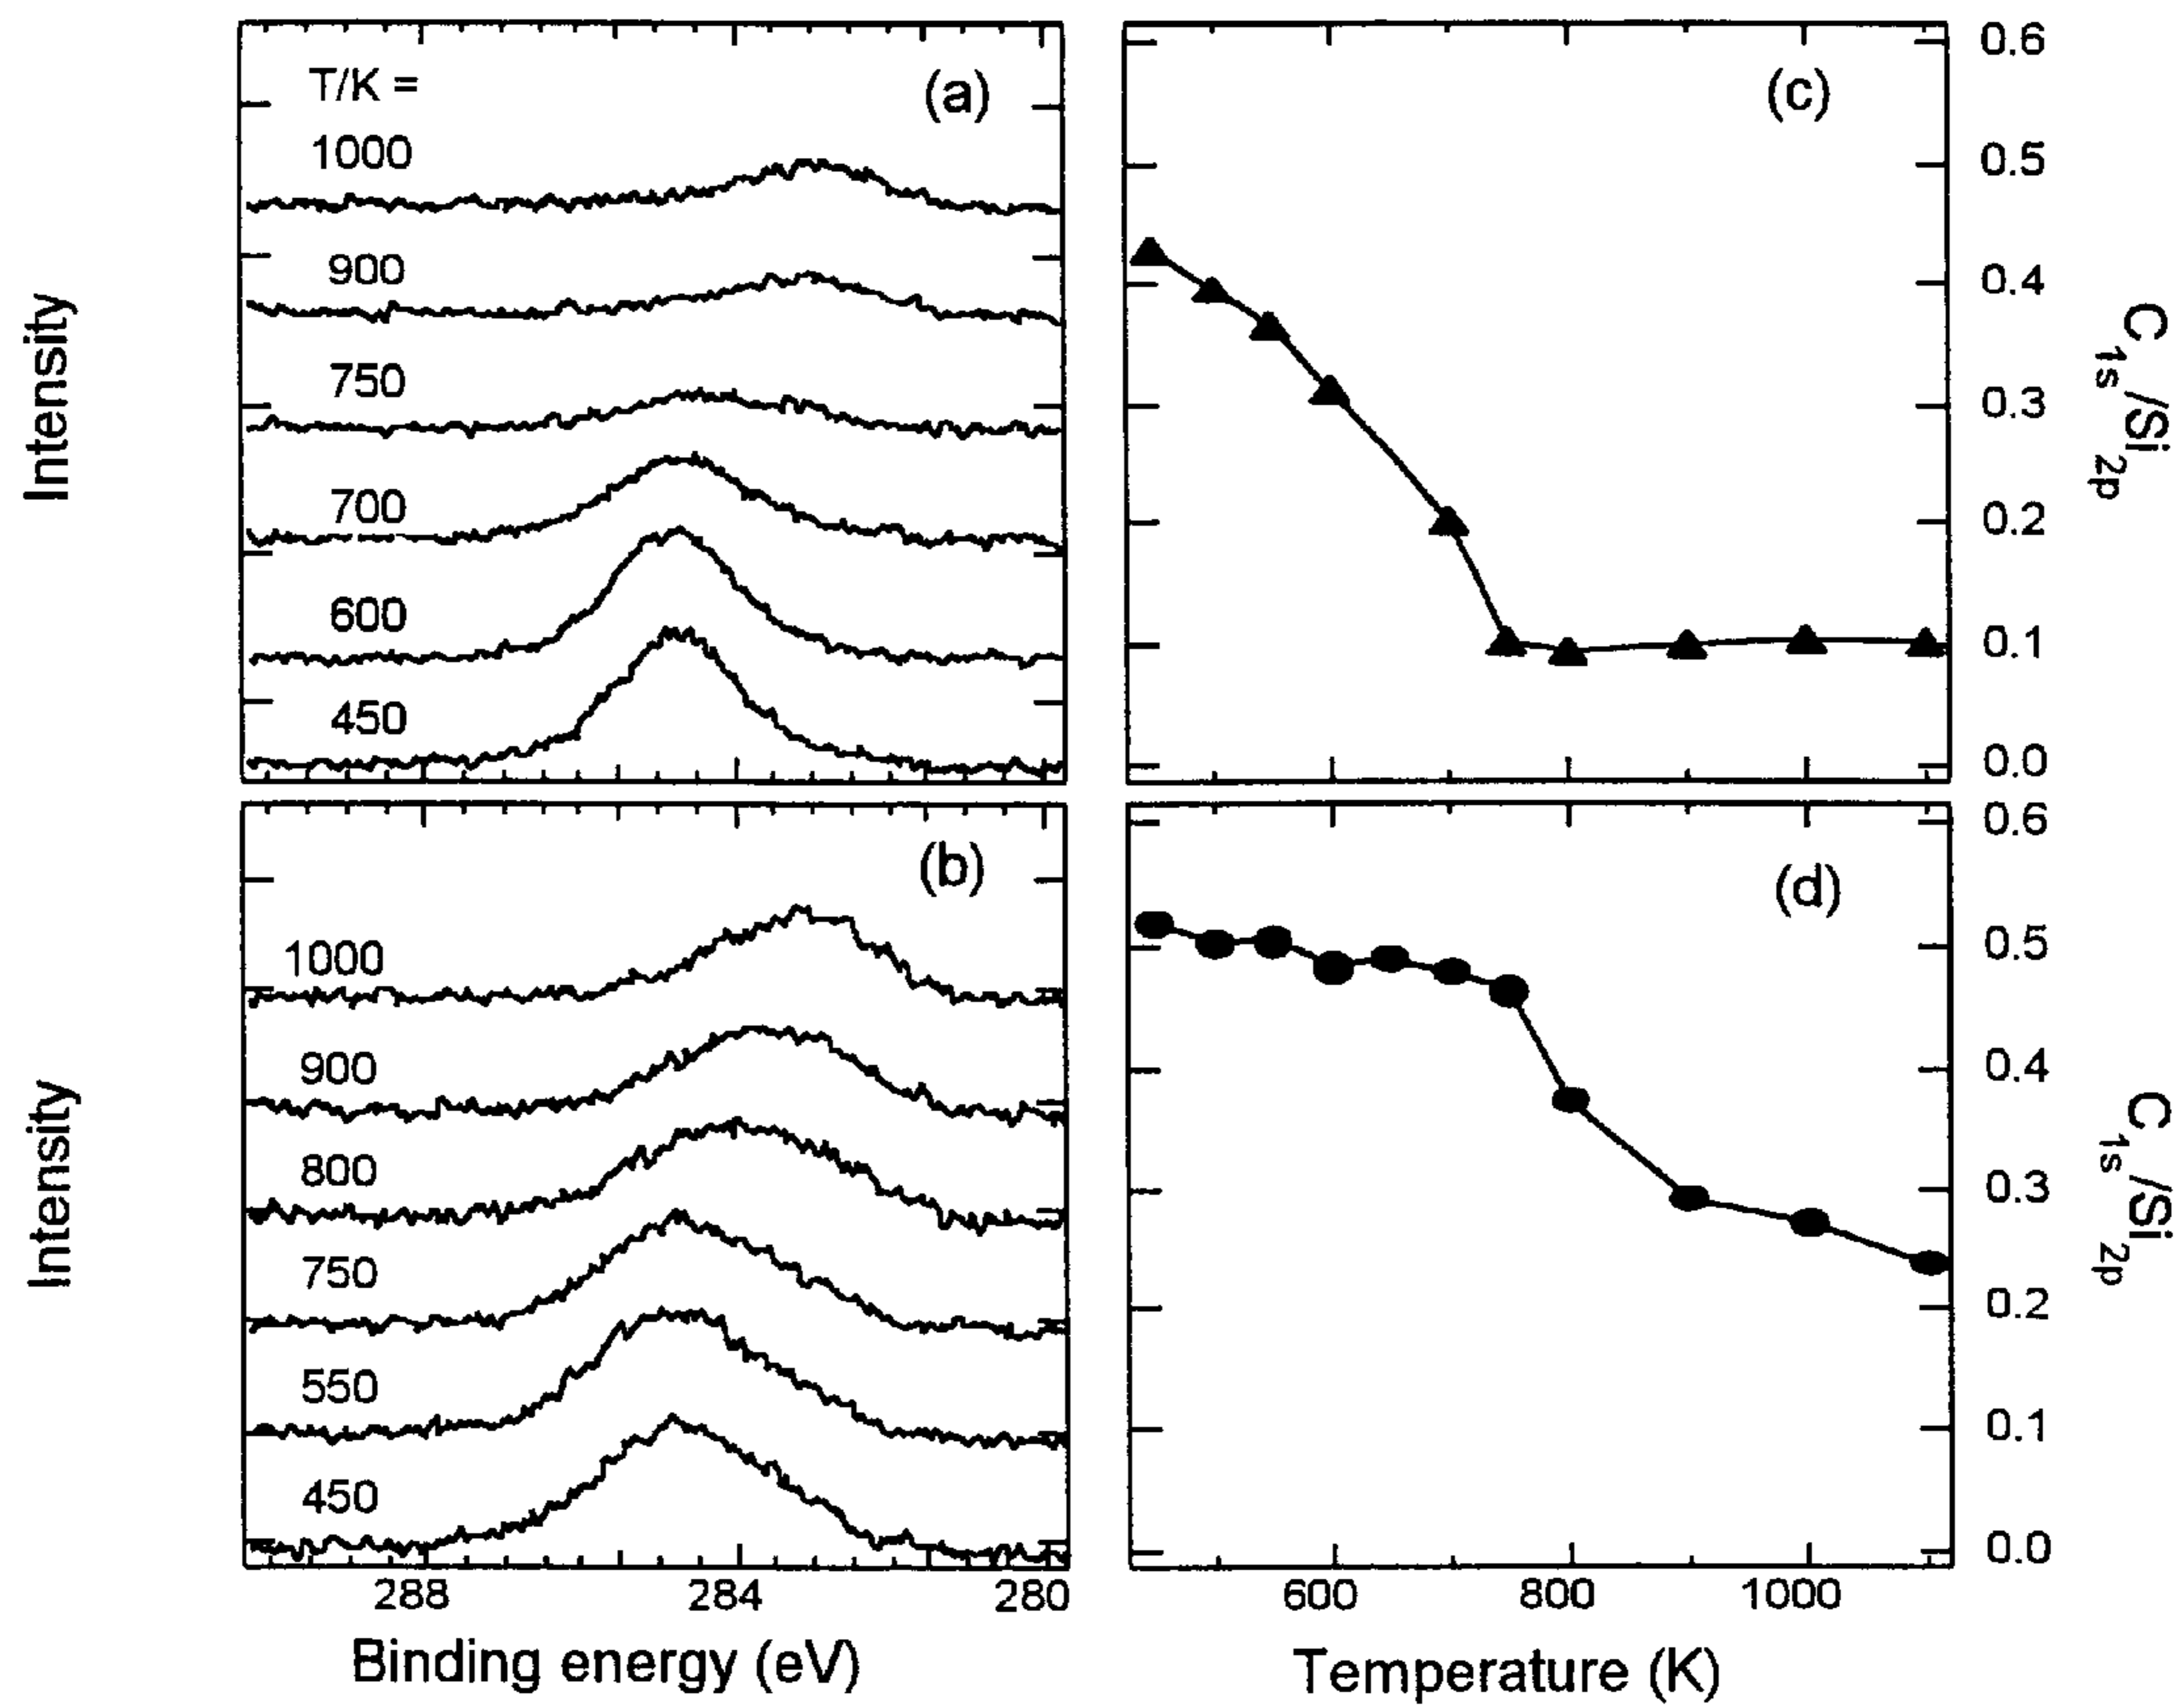 (a)
T/K =
1000
900
750
700
600
450
Intensity
(c)
0.6
0.5
0.4
0.3
0.2
0.1
0.0
C1s/Si2p
(b)
1000
900
800
750
550
450
Intensity
288 284 280
Binding energy (eV)
(d)
0.6
0.5
0.4
0.3
0.2
0.1
0.0
C1s/Si2p
600 800 1000
Temperature (K)